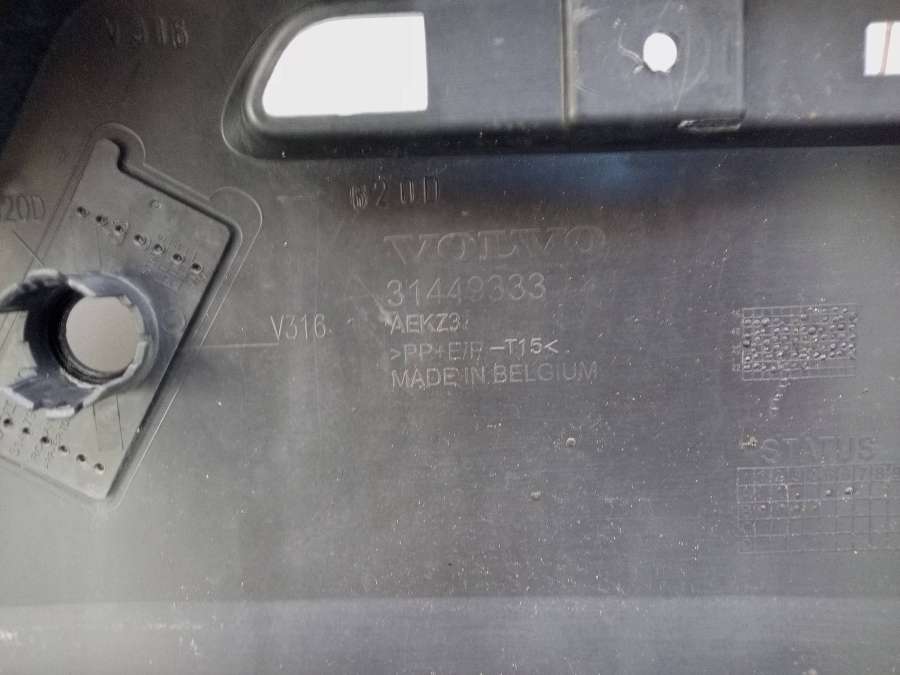 V316
620D
VOLVO
31449333
V316
AEKZ3
>PP+E/P-T15<
MADE IN BELGIUM
STATUS